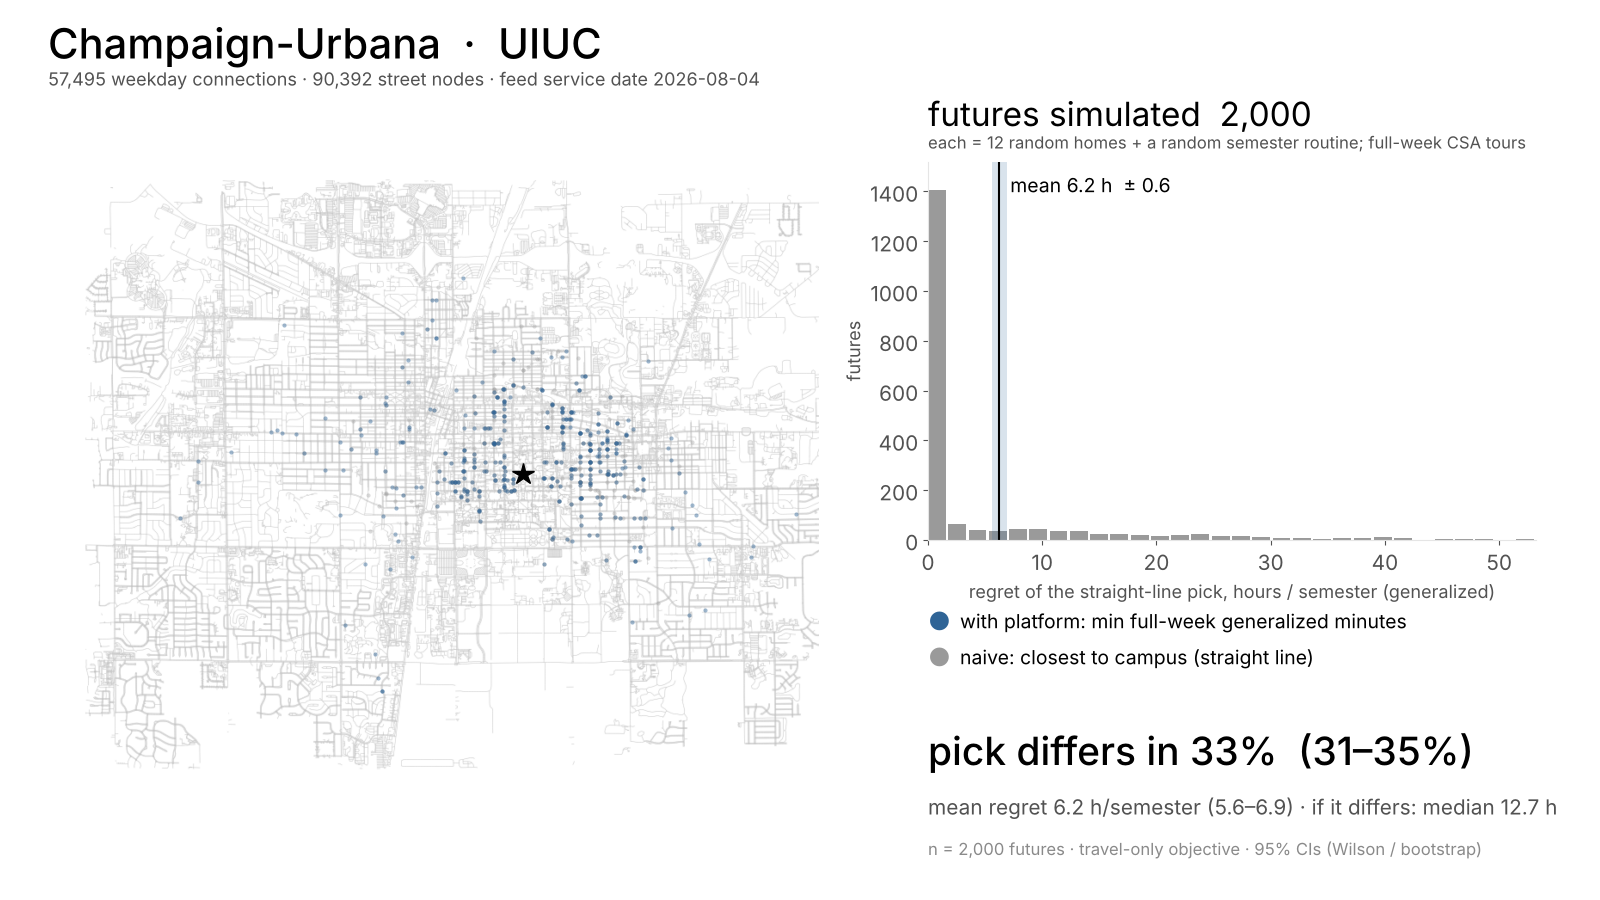 Champaign-Urbana · UIUC
57,495 weekday connections · 90,392 street nodes · feed service date 2026-08-04
futures simulated 2,000
each = 12 random homes + a random semester routine; full-week CSA tours
mean 6.2 h ± 0.6
1400
1200
1000
800
600
400
200
0
futures
0 10 20 30 40 50
regret of the straight-line pick, hours / semester (generalized)
with platform: min full-week generalized minutes
naive: closest to campus (straight line)
pick differs in 33% (31–35%)
mean regret 6.2 h/semester (5.6–6.9) · if it differs: median 12.7 h
n = 2,000 futures · travel-only objective · 95% CIs (Wilson / bootstrap)